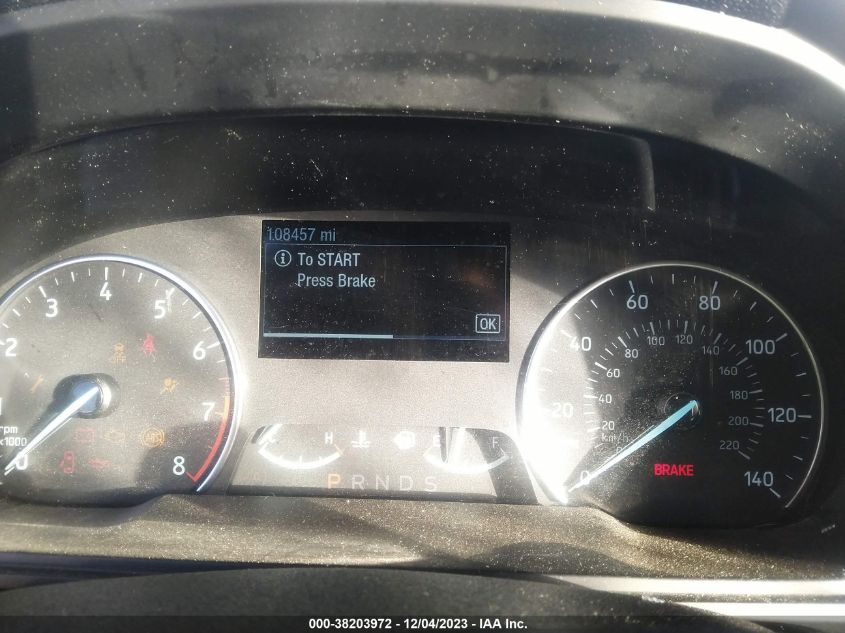 108457 mi
To START
Press Brake
OK
0 1 2 3 4 5 6 7 8
rpm
x1000
OFF
ABS
C H
E F
P R N D S
0 20 40 60 80 100 120 140
20 40 60 80 100 120 140 160 180 200 220
km/h
BRAKE
000-38203972 - 12/04/2023 - IAA Inc.